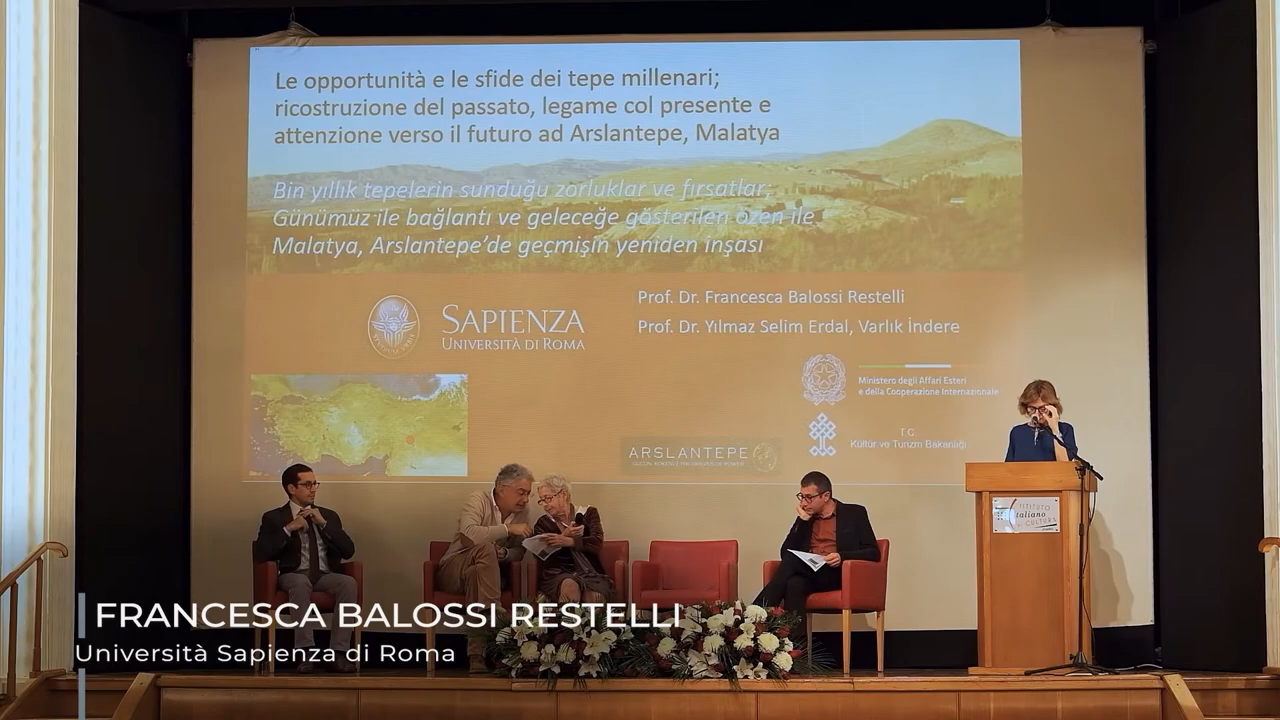 Le opportunità e le sfide dei tepe millenari;
ricostruzione del passato, legame col presente e
attenzione verso il futuro ad Arslantepe, Malatya
Bin yıllık tepelerin sunduğu zorluklar ve fırsatlar;
Günümüz ile bağlantı ve geleceğe gösterilen özen ile
Malatya, Arslantepe’de geçmişin yeniden inşası
Prof. Dr. Francesca Balossi Restelli
Prof. Dr. Yılmaz Selim Erdal, Varlık İndere
SAPIENZA
UNIVERSITÀ DI ROMA
Ministero degli Affari Esteri
e della Cooperazione Internazionale
T.C.
Kültür ve Turizm Bakanlığı
ARSLANTEPE
ISTITUTO
italiano
di CULTURA
FRANCESCA BALOSSI RESTELLI
Università Sapienza di Roma